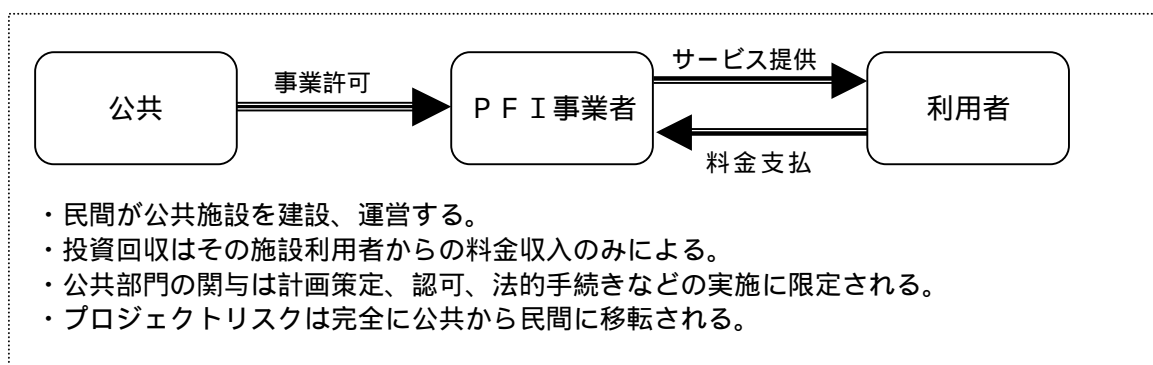 サービス提供
事業許可
公共
ＰＦＩ事業者
利用者
料金支払
・民間が公共施設を建設、運営する。
・投資回収はその施設利用者からの料金収入のみによる。
・公共部門の関与は計画策定、認可、法的手続きなどの実施に限定される。
・プロジェクトリスクは完全に公共から民間に移転される。